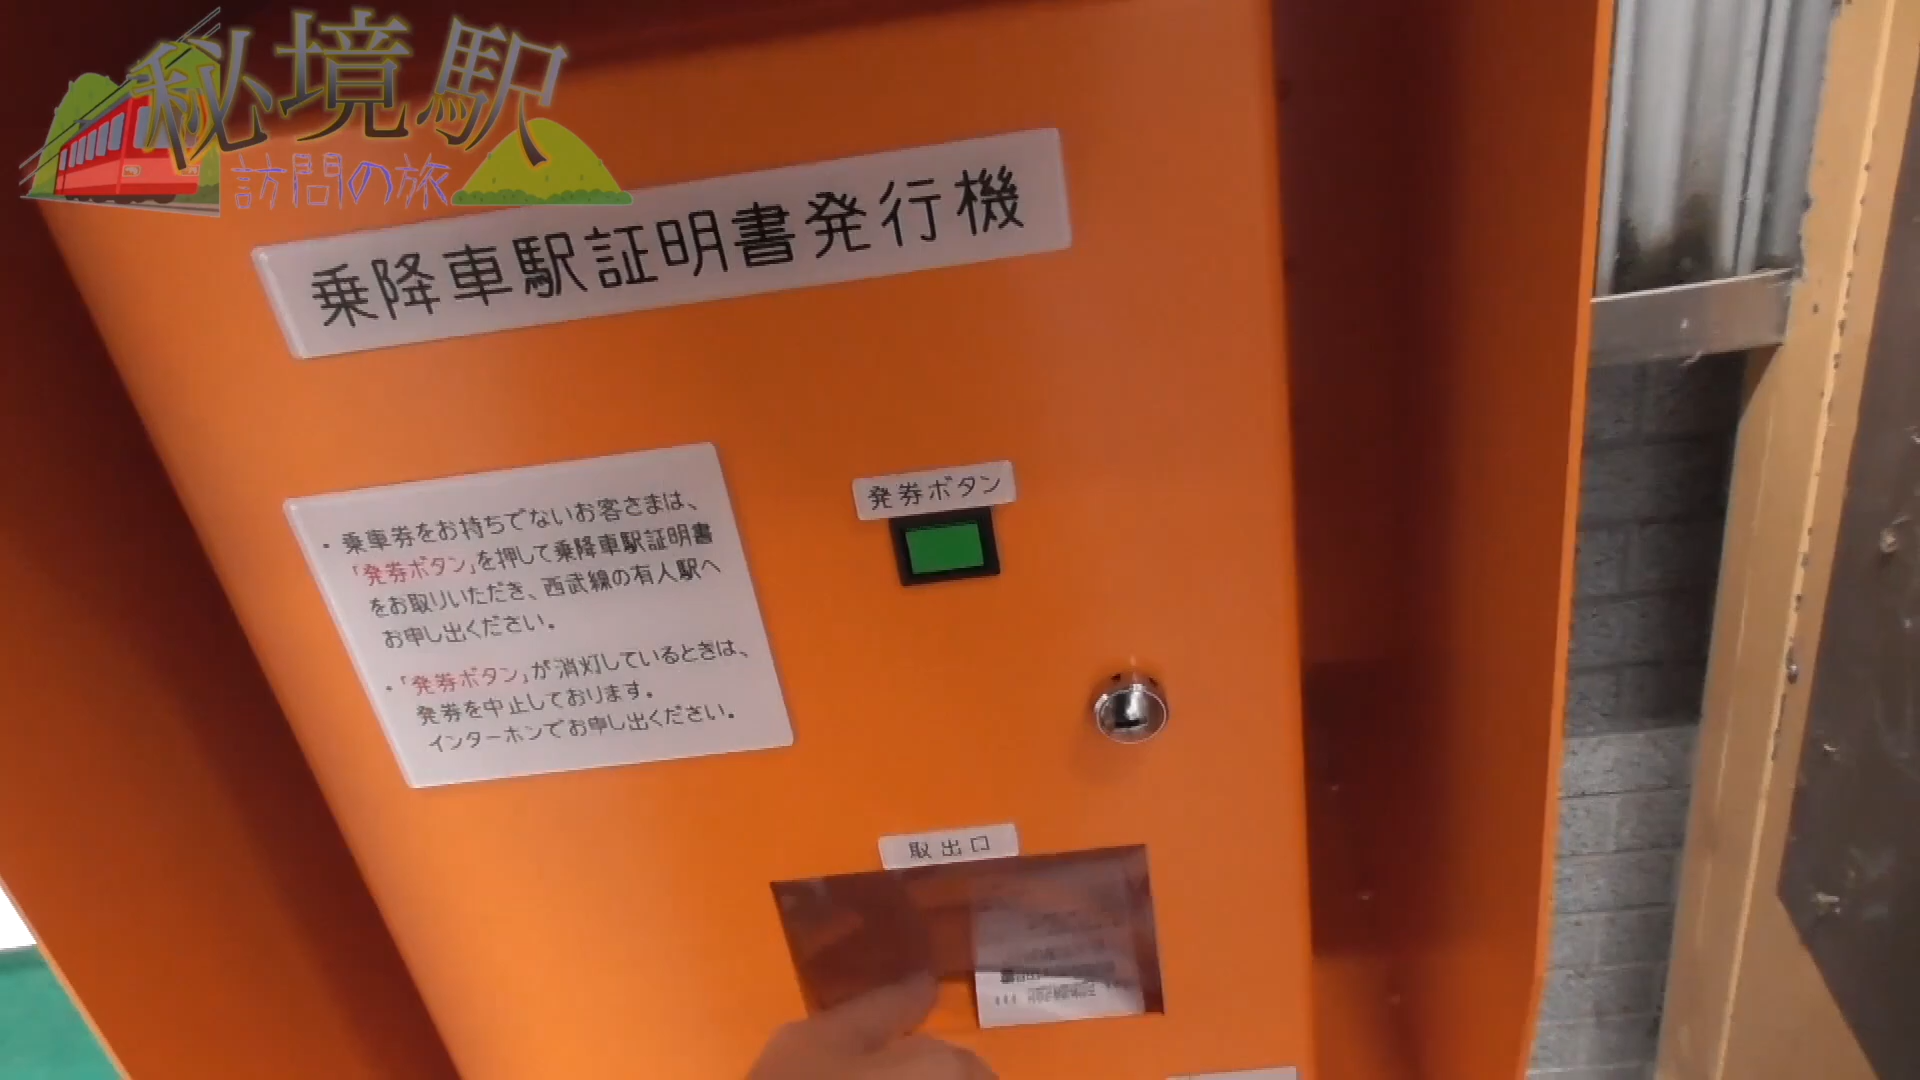 秘境駅
訪問の旅
乗降車駅証明書発行機
・乗車券をお持ちでないお客さまは、
「発券ボタン」を押して乗降車駅証明書
をお取りいただき、西武線の有人駅へ
お申し出ください。
・「発券ボタン」が消灯しているときは、
発券を中止しております。
インターホンでお申し出ください。
発券ボタン
取出口